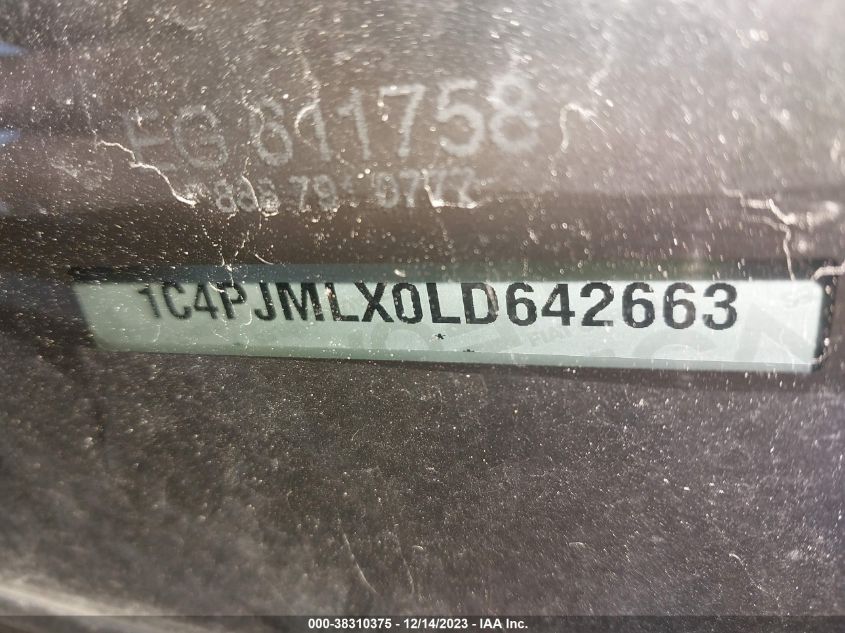 EG 611758
1C4PJMLX0LD642663
000-38310375 - 12/14/2023 - IAA Inc.